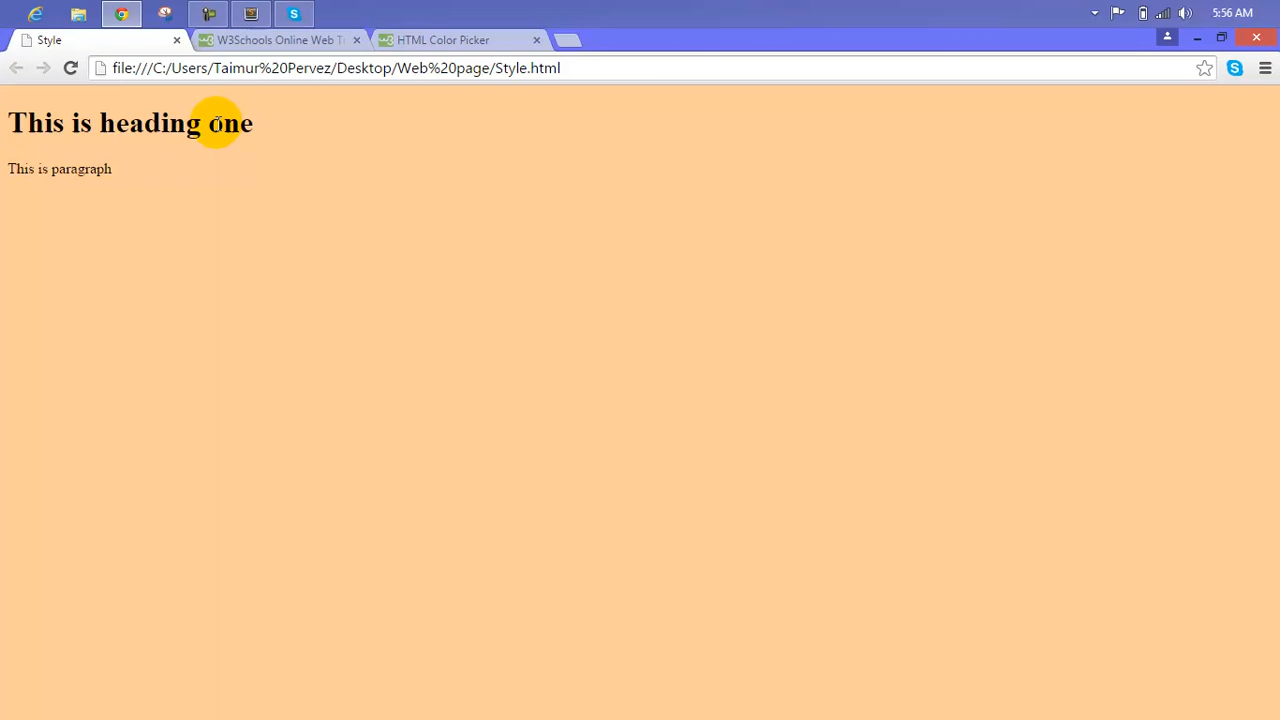 5:56 AM
Style
W3Schools Online Web T
HTML Color Picker
file:///C:/Users/Taimur%20Pervez/Desktop/Web%20page/Style.html
This is heading one
This is paragraph